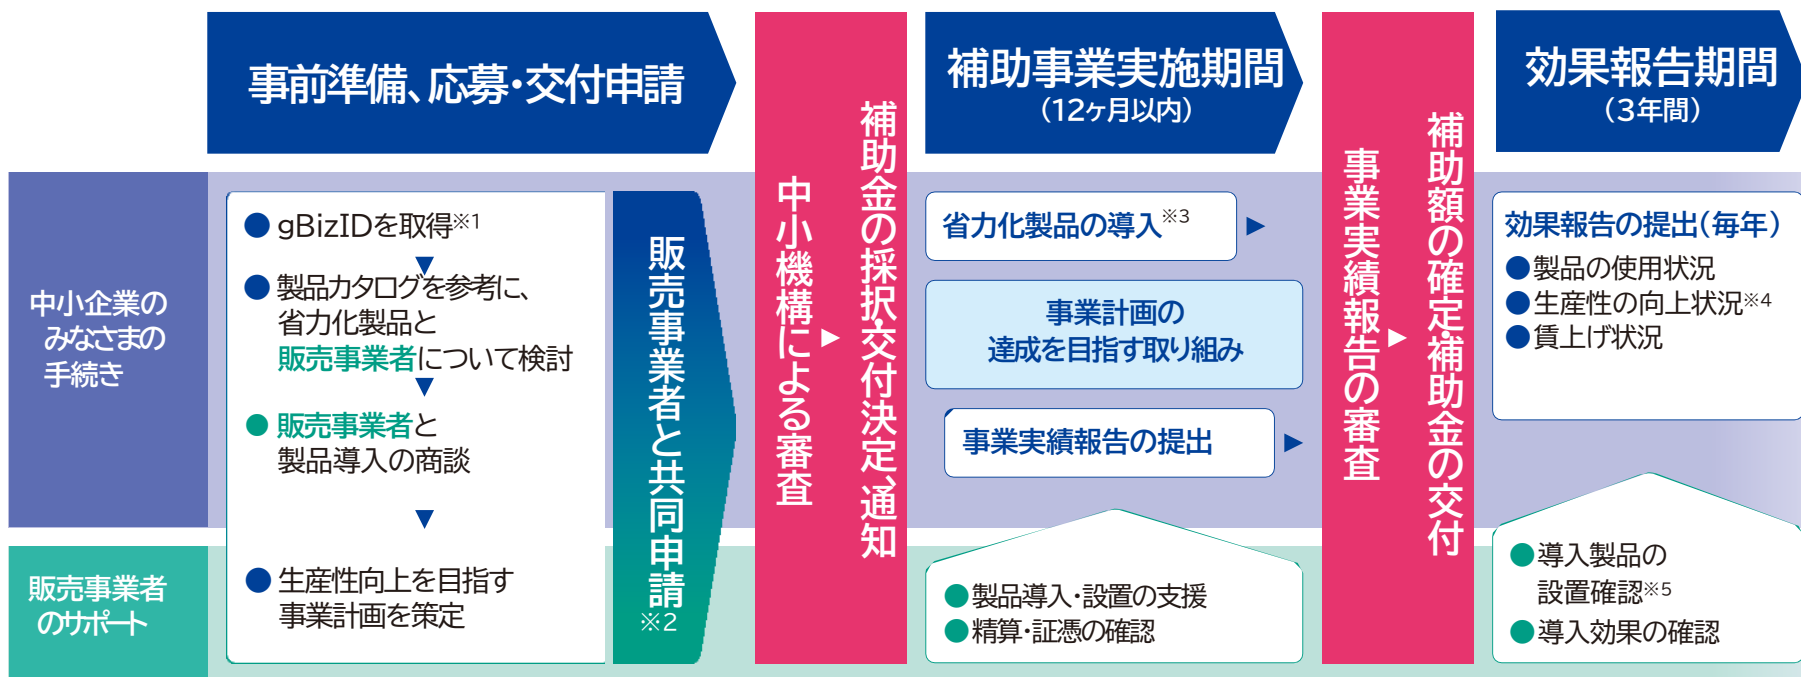 事前準備、応募・交付申請
中小企業の
みなさまの
手続き
● gBizIDを取得※1
▼
● 製品カタログを参考に、
省力化製品と
販売事業者について検討
▼
● 販売事業者と
製品導入の商談
▼
● 生産性向上を目指す
事業計画を策定
販売事業者と共同申請
※2
中小機構による審査
▶
補助金の採択・交付決定、通知
補助事業実施期間
(12ヶ月以内)
省力化製品の導入※3 ▶
事業計画の
達成を目指す取り組み
事業実績報告の提出 ▶
事業実績報告の審査
▶
補助額の確定・補助金の交付
効果報告期間
(3年間)
効果報告の提出(毎年)
●製品の使用状況
●生産性の向上状況※4
●賃上げ状況
販売事業者
のサポート
●製品導入・設置の支援
●精算・証憑の確認
●導入製品の
設置確認※5
●導入効果の確認